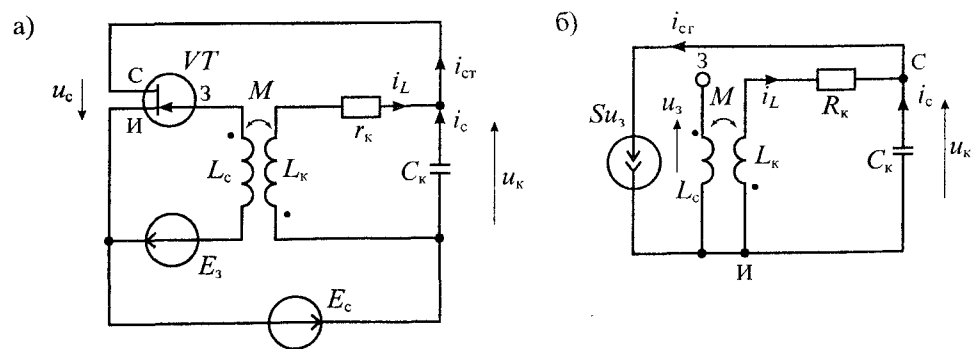 а)
VT
С
З
И
u_с
M
i_L
i_ст
r_к
i_с
L_с
L_к
C_к
u_к
E_з
E_с
б)
i_ст
З
С
u_з
M
i_L
R_к
i_с
Su_з
L_с
L_к
C_к
u_к
И